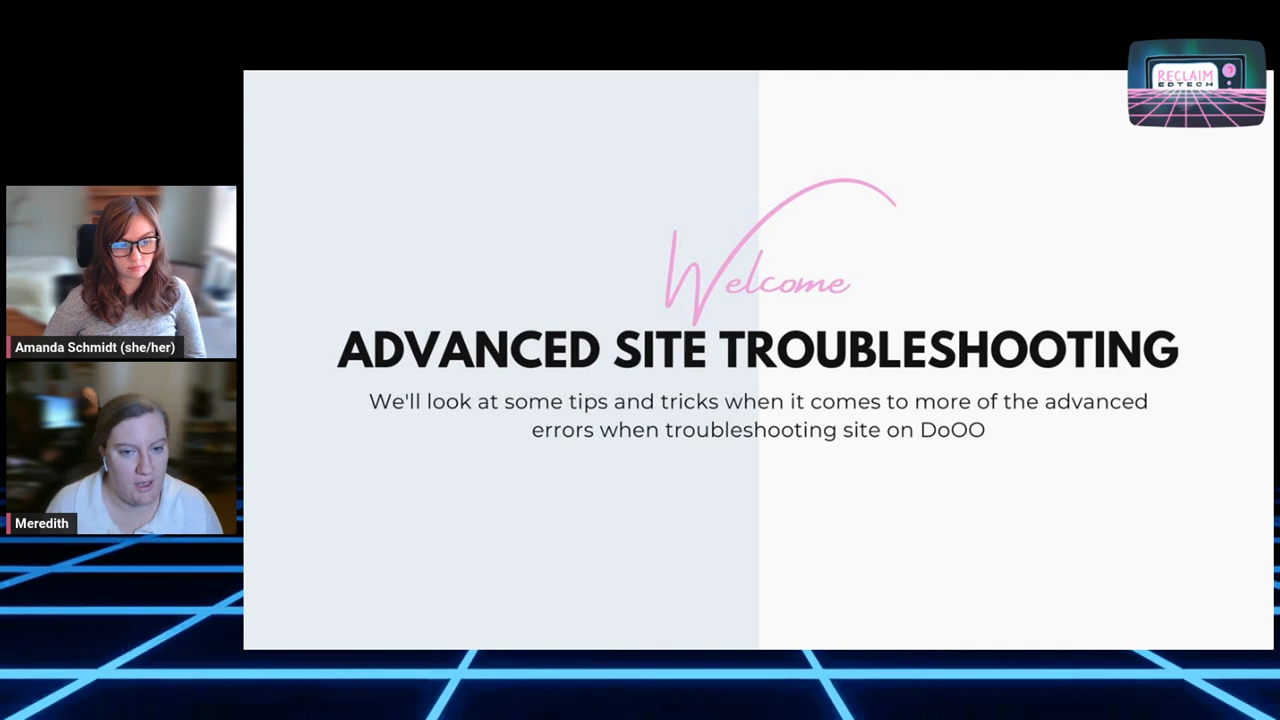 RECLAIM
EDTECH
Welcome
ADVANCED SITE TROUBLESHOOTING
We'll look at some tips and tricks when it comes to more of the advanced
errors when troubleshooting site on DoOO
Amanda Schmidt (she/her)
Meredith